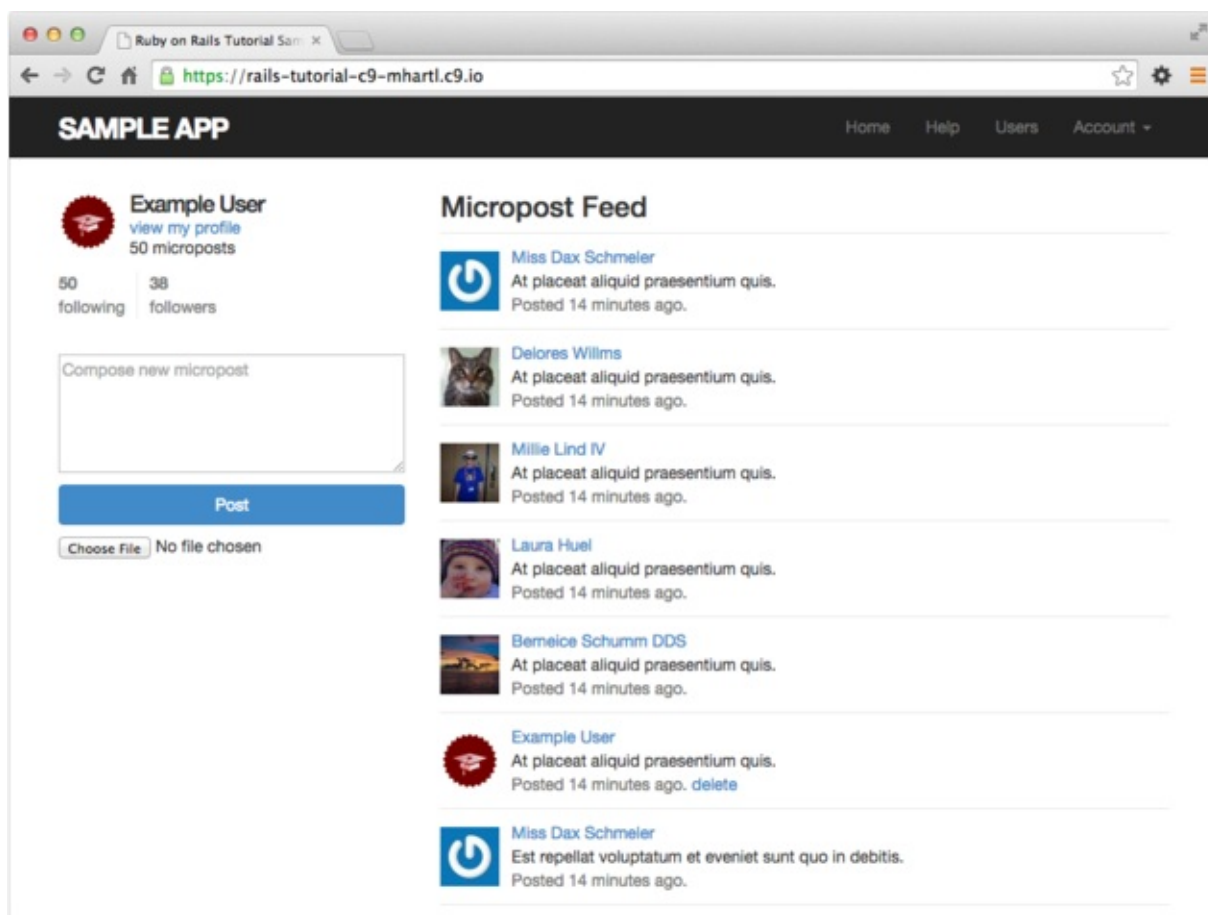 Ruby on Rails Tutorial Sam
https://rails-tutorial-c9-mhartl.c9.io
SAMPLE APP
Home Help Users Account
Example User
view my profile
50 microposts
50 following
38 followers
Compose new micropost
Post
Choose File No file chosen
Micropost Feed
Miss Dax Schmeler
At placeat aliquid praesentium quis.
Posted 14 minutes ago.
Delores Willms
At placeat aliquid praesentium quis.
Posted 14 minutes ago.
Millie Lind IV
At placeat aliquid praesentium quis.
Posted 14 minutes ago.
Laura Huel
At placeat aliquid praesentium quis.
Posted 14 minutes ago.
Berneice Schumm DDS
At placeat aliquid praesentium quis.
Posted 14 minutes ago.
Example User
At placeat aliquid praesentium quis.
Posted 14 minutes ago. delete
Miss Dax Schmeler
Est repellat voluptatum et eveniet sunt quo in debitis.
Posted 14 minutes ago.